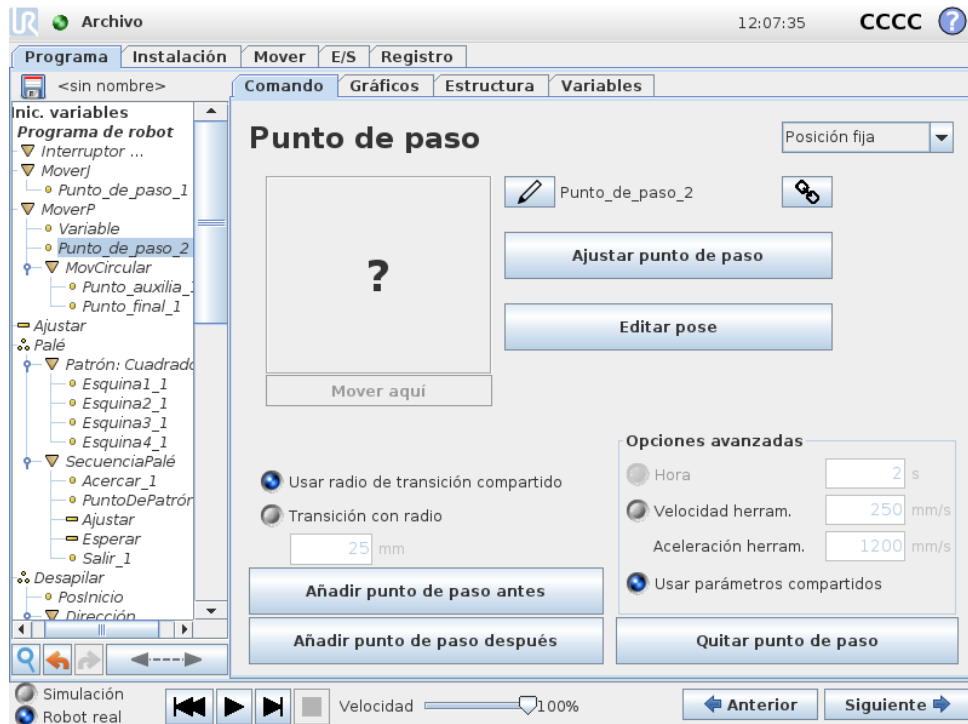 UR Archivo 12:07:35 CCCC ?
Programa Instalación Mover E/S Registro
<sin nombre>
Comando Gráficos Estructura Variables
Inic. variables
Programa de robot
Interruptor ...
MoverJ
Punto_de_paso_1
MoverP
Variable
Punto_de_paso_2
MovCircular
Punto_auxilia_
Punto_final_1
Ajustar
Palé
Patrón: Cuadrado
Esquina1_1
Esquina2_1
Esquina3_1
Esquina4_1
SecuenciaPalé
Acercar_1
PuntoDePatrón
Ajustar
Esperar
Salir_1
Desapilar
PosInicio
Dirección
Punto de paso
Posición fija
?
Mover aquí
Punto_de_paso_2
Ajustar punto de paso
Editar pose
Usar radio de transición compartido
Transición con radio
25 mm
Opciones avanzadas
Hora 2 s
Velocidad herram. 250 mm/s
Aceleración herram. 1200 mm/s
Usar parámetros compartidos
Añadir punto de paso antes
Añadir punto de paso después
Quitar punto de paso
Simulación
Robot real
Velocidad 100%
Anterior
Siguiente